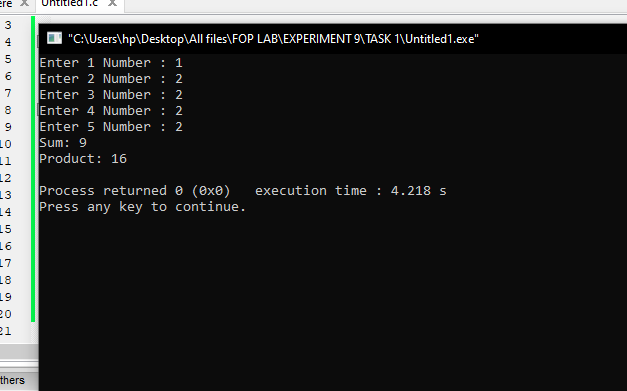 ere X Untitled1.c X
3
4
5
6
7
8
9
10
11
12
13
14
15
16
17
18
19
20
21
thers
"C:\Users\hp\Desktop\All files\FOP LAB\EXPERIMENT 9\TASK 1\Untitled1.exe"
Enter 1 Number : 1
Enter 2 Number : 2
Enter 3 Number : 2
Enter 4 Number : 2
Enter 5 Number : 2
Sum: 9
Product: 16
Process returned 0 (0x0)   execution time : 4.218 s
Press any key to continue.